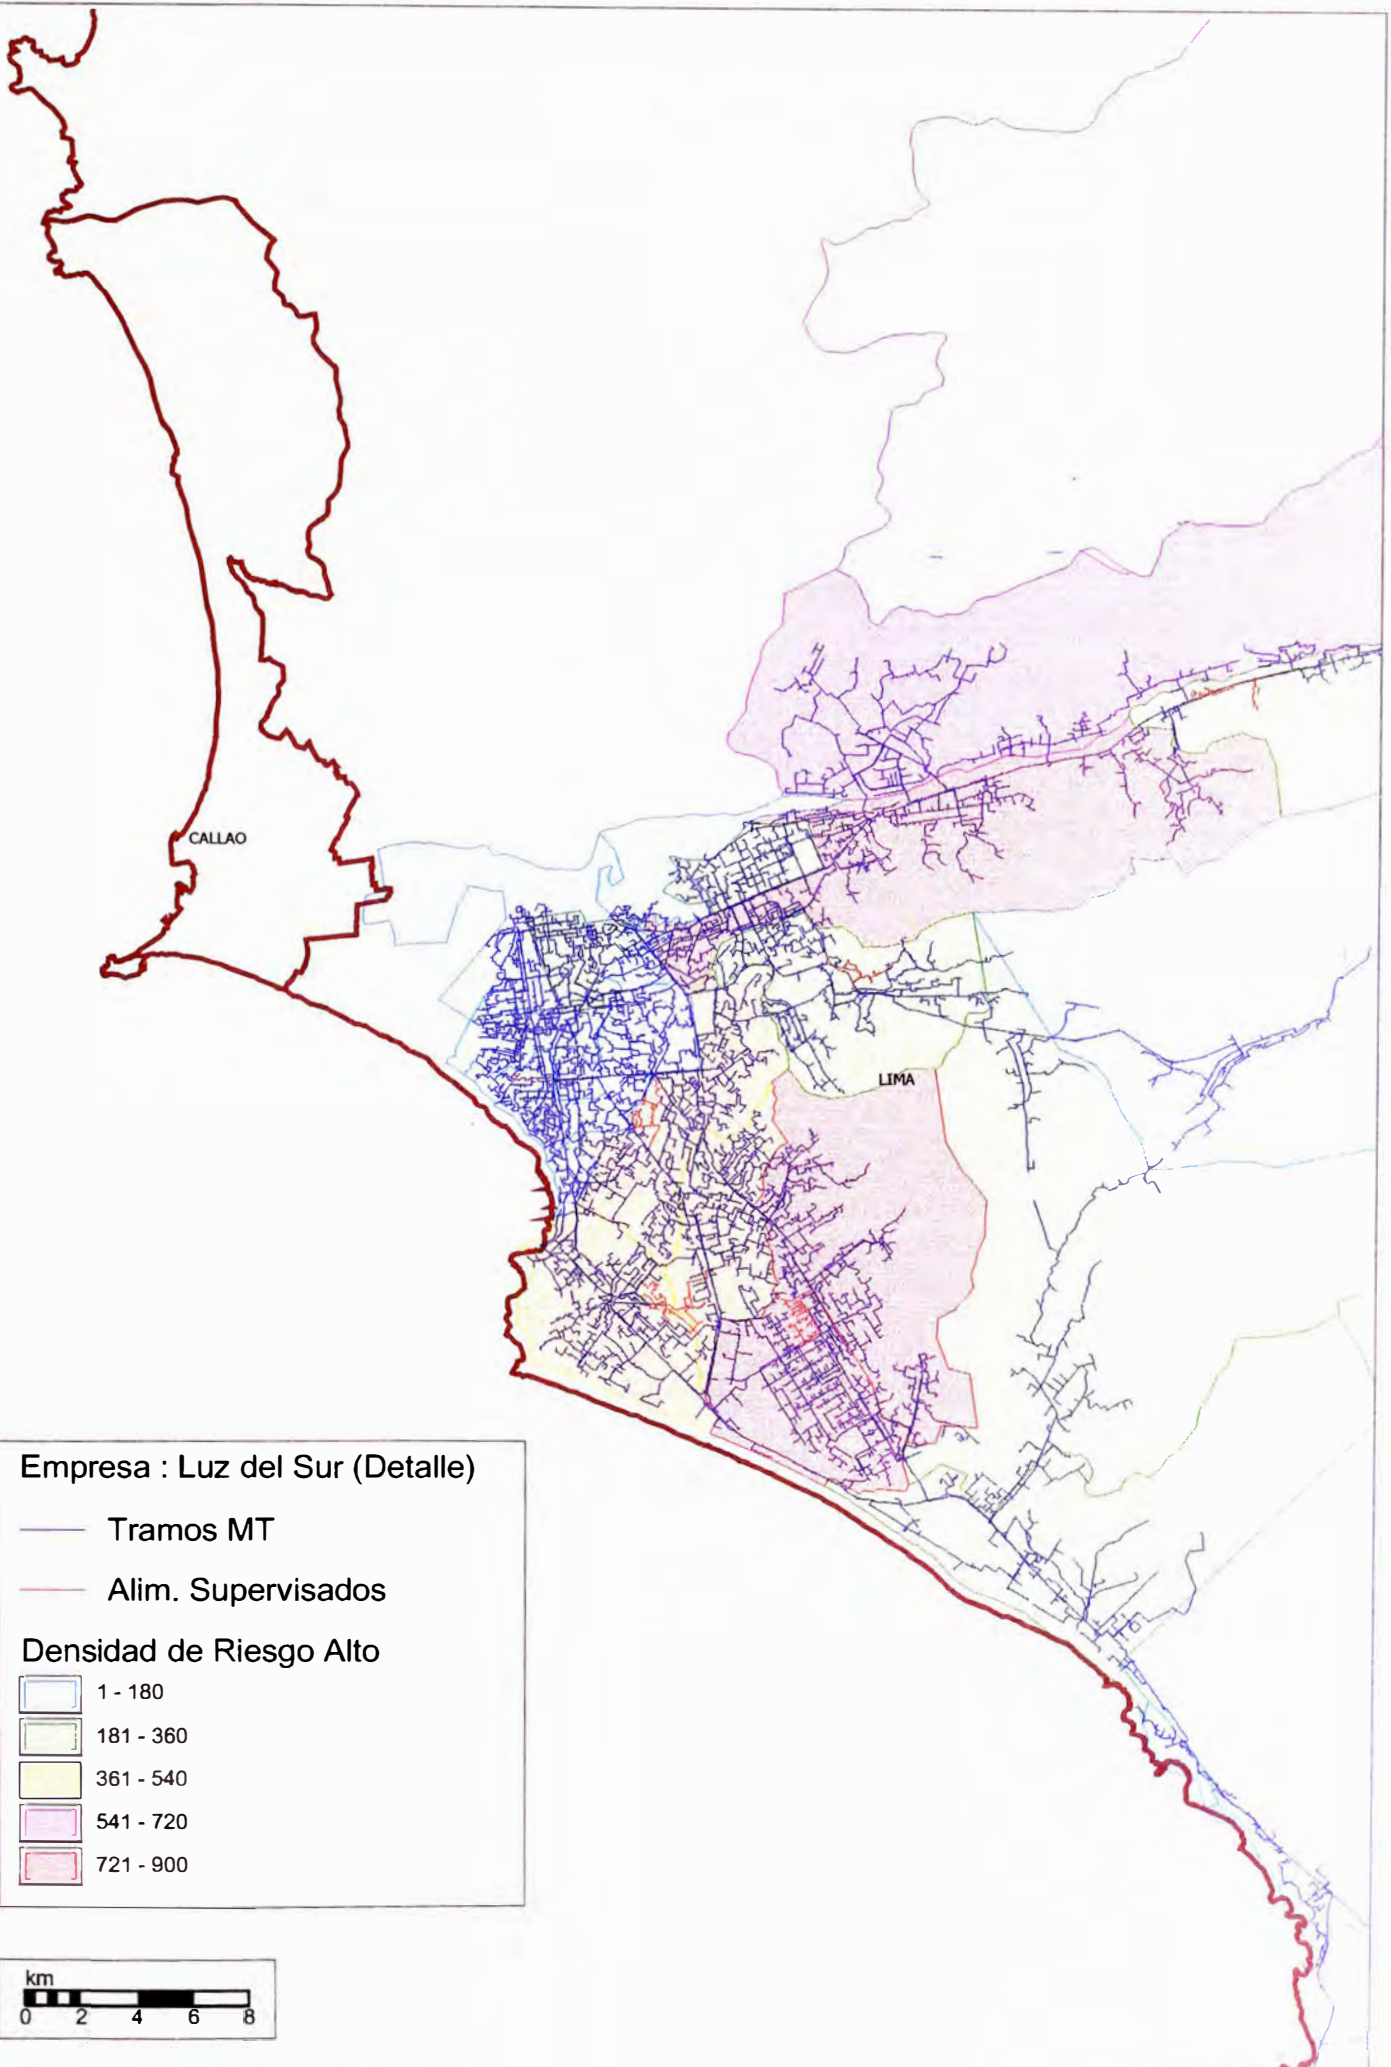 CALLAO
LIMA
Empresa : Luz del Sur (Detalle)
Tramos MT
Alim. Supervisados
Densidad de Riesgo Alto
1 - 180
181 - 360
361 - 540
541 - 720
721 - 900
km
0 2 4 6 8